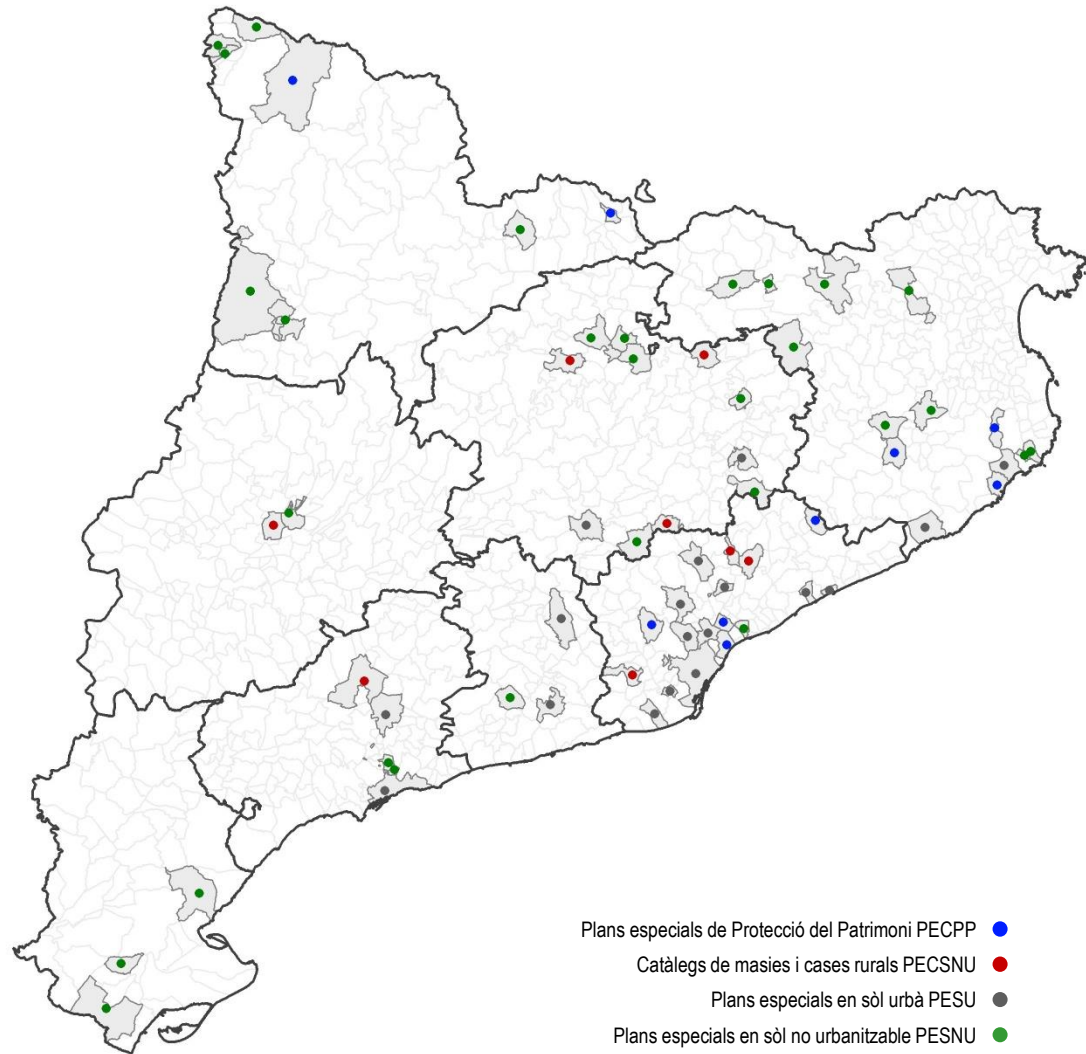 Plans especials de Protecció del Patrimoni PECPP
Catàlegs de masies i cases rurals PECSNU
Plans especials en sòl urbà PESU
Plans especials en sòl no urbanitzable PESNU